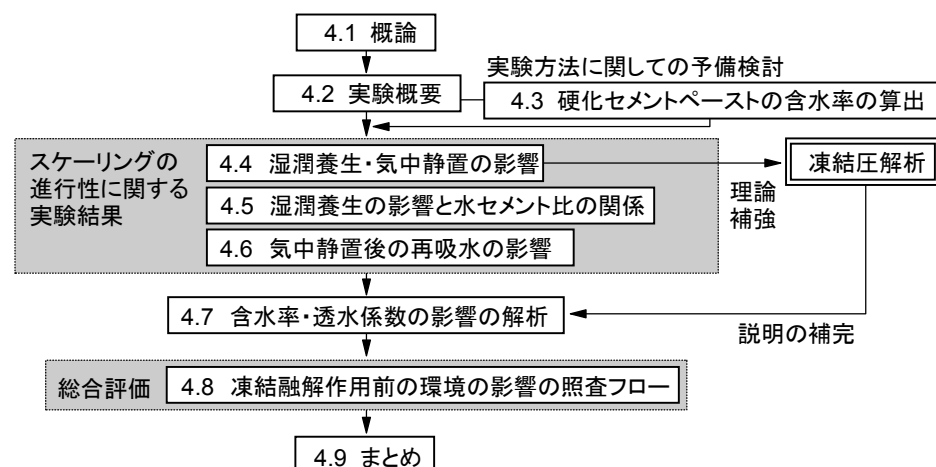 4.1 概論
実験方法に関しての予備検討
4.2 実験概要
4.3 硬化セメントペーストの含水率の算出
スケーリングの
進行性に関する
実験結果
4.4 湿潤養生・気中静置の影響
凍結圧解析
理論
補強
4.5 湿潤養生の影響と水セメント比の関係
4.6 気中静置後の再吸水の影響
4.7 含水率・透水係数の影響の解析
説明の補完
総合評価
4.8 凍結融解作用前の環境の影響の照査フロー
4.9 まとめ